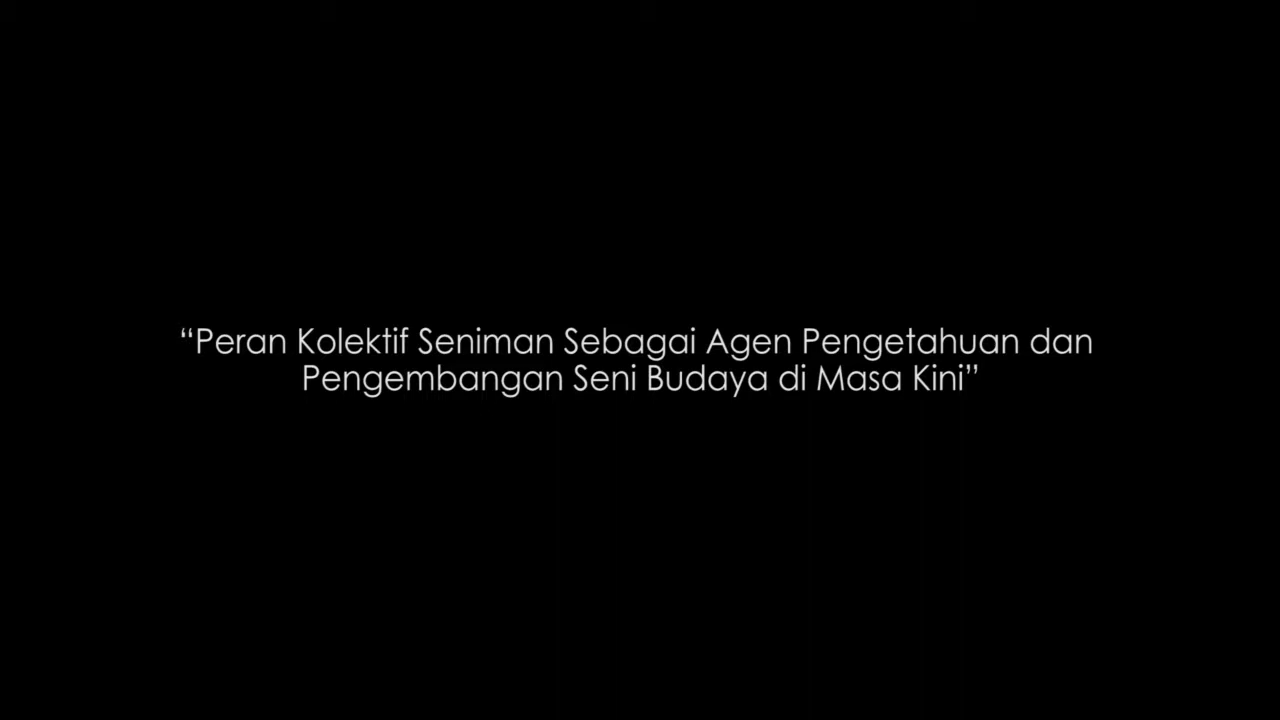 “Peran Kolektif Seniman Sebagai Agen Pengetahuan dan
Pengembangan Seni Budaya di Masa Kini”